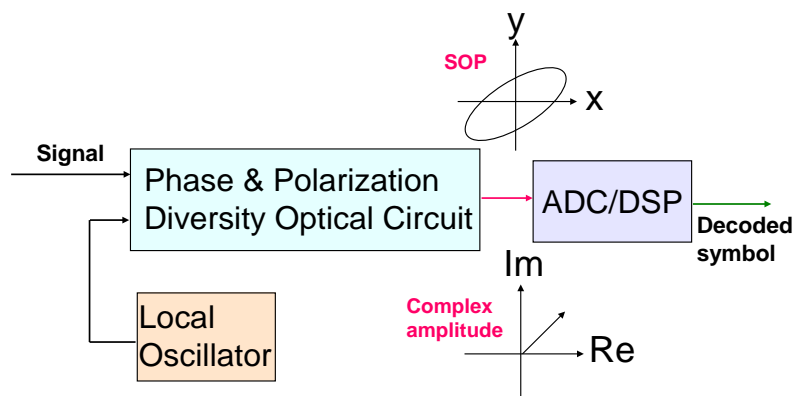 y
SOP
x
Signal
Phase & Polarization
Diversity Optical Circuit
ADC/DSP
Decoded
symbol
Im
Complex
amplitude
Re
Local
Oscillator